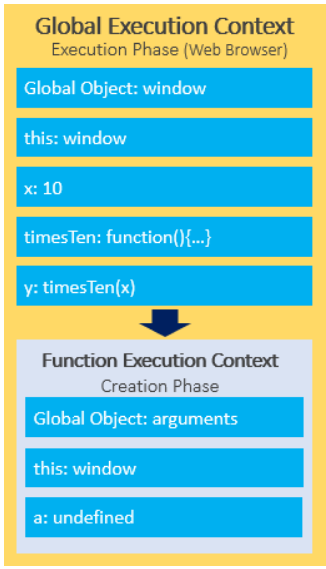 Global Execution Context
Execution Phase (Web Browser)
Global Object: window
this: window
x: 10
timesTen: function(){...}
y: timesTen(x)
Function Execution Context
Creation Phase
Global Object: arguments
this: window
a: undefined